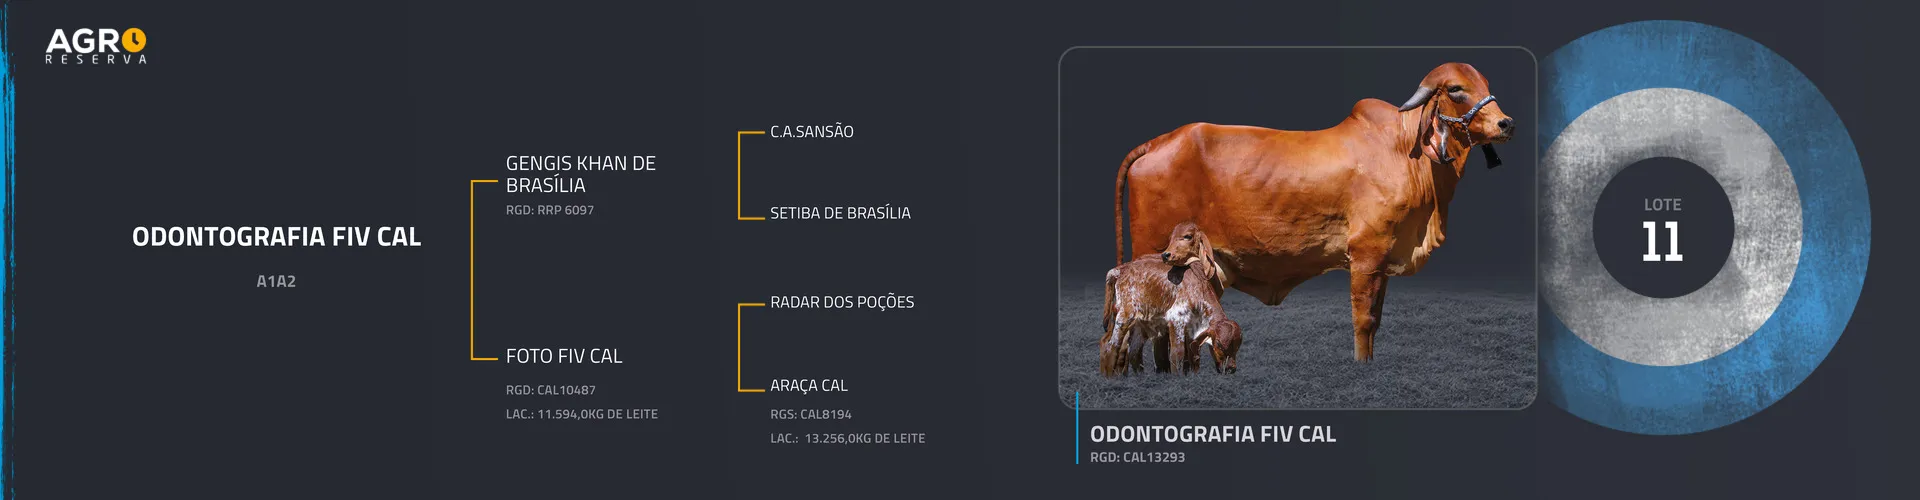 AGRO
RESERVA
ODONTOGRAFIA FIV CAL
A1A2
GENGIS KHAN DE
BRASÍLIA
RGD: RRP 6097
FOTO FIV CAL
RGD: CAL10487
LAC.: 11.594,0KG DE LEITE
C.A.SANSÃO
SETIBA DE BRASÍLIA
RADAR DOS POÇÕES
ARAÇA CAL
RGS: CAL8194
LAC.: 13.256,0KG DE LEITE
ODONTOGRAFIA FIV CAL
RGD: CAL13293
LOTE
11